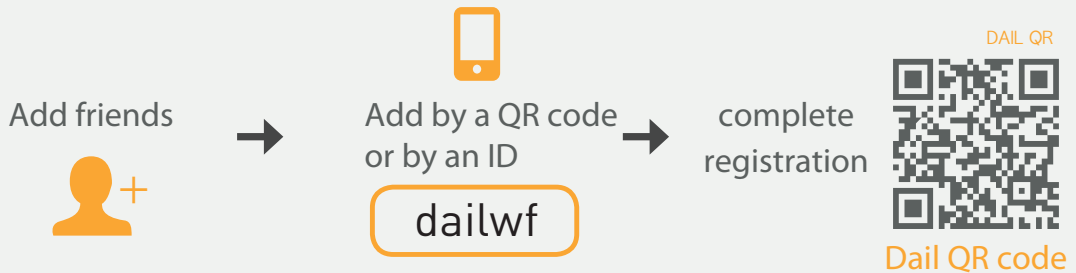 Add friends
Add by a QR code
or by an ID
dailwf
complete
registration
DAIL QR
Dail QR code